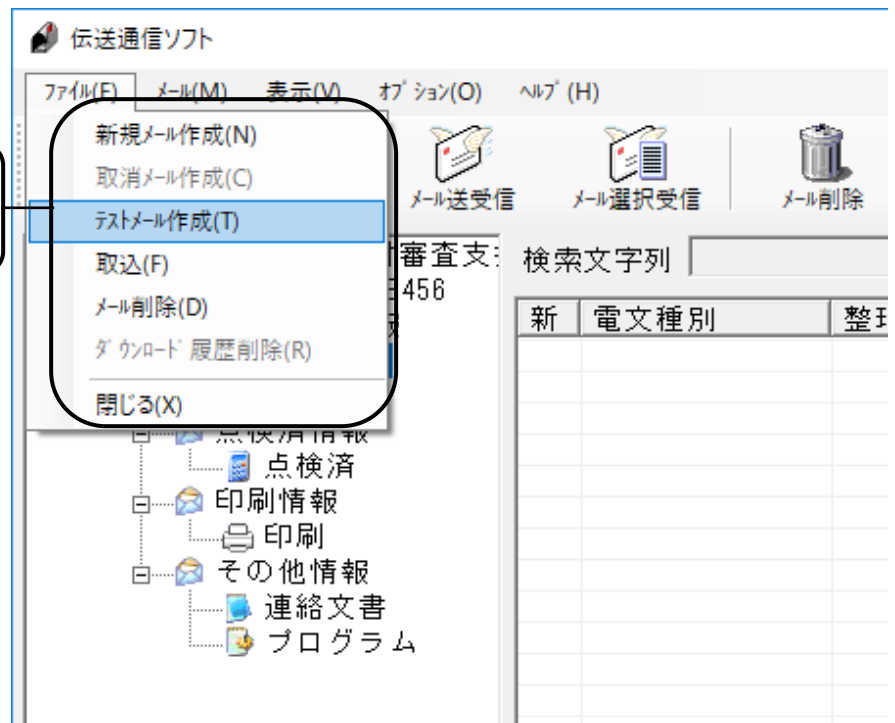 伝送通信ソフト
ﾌｧｲﾙ(F) ﾒｰﾙ(M) 表示(V) ｵﾌﾟｼｮﾝ(O) ﾍﾙﾌﾟ(H)
新規ﾒｰﾙ作成(N)
取消ﾒｰﾙ作成(C)
ﾃｽﾄﾒｰﾙ作成(T)
取込(F)
ﾒｰﾙ削除(D)
ﾀﾞｳﾝﾛｰﾄﾞ履歴削除(R)
閉じる(X)
ﾒｰﾙ送受信 ﾒｰﾙ選択受信 ﾒｰﾙ削除
審査支
456
検索文字列
新 電文種別 整
点検済情報
点検済
印刷情報
印刷
その他情報
連絡文書
プログラム